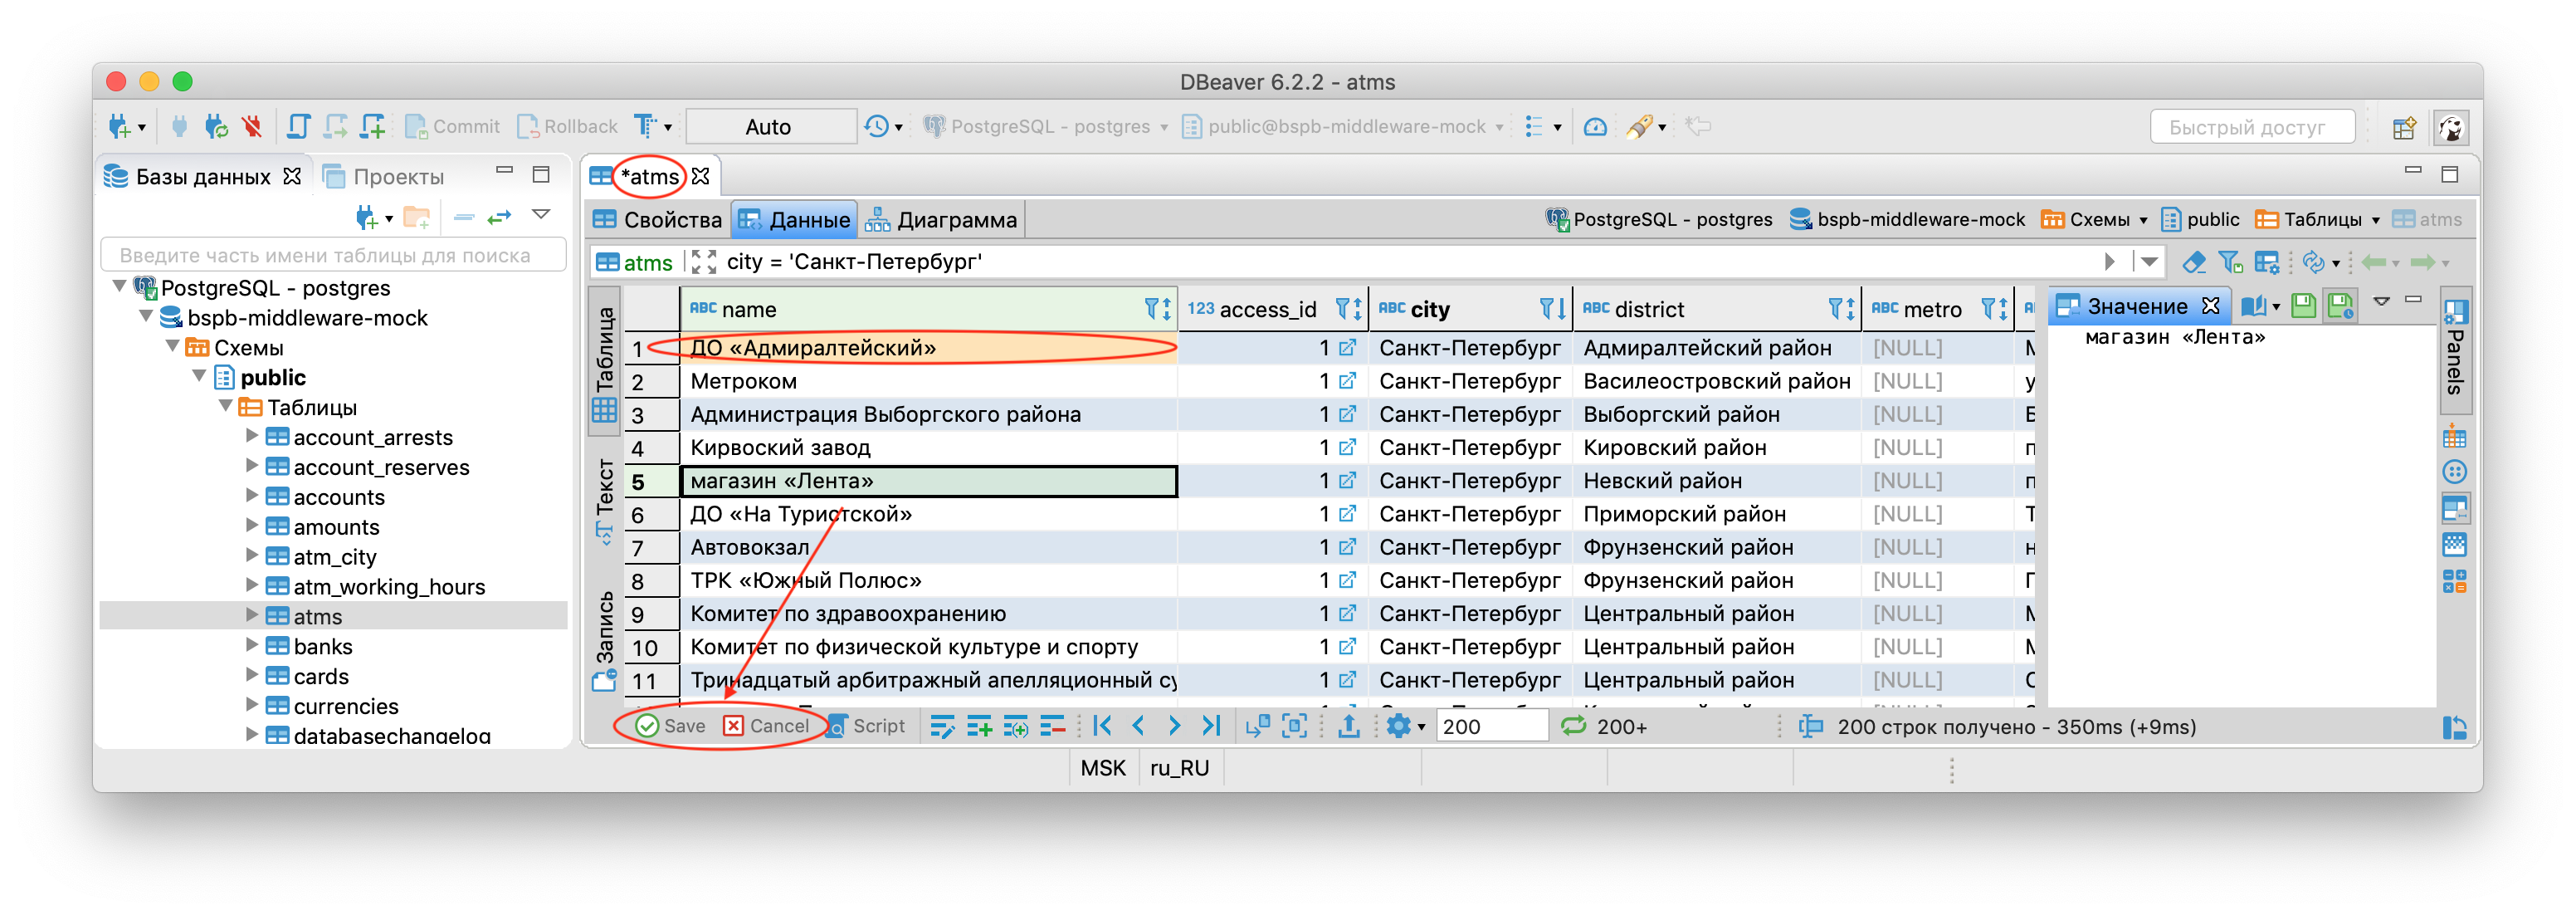 DBeaver 6.2.2 - atms
Commit Rollback Auto PostgreSQL - postgres public@bspb-middleware-mock Быстрый доступ
Базы данных Проекты
*atms
Свойства Данные Диаграмма PostgreSQL - postgres bspb-middleware-mock Схемы public Таблицы atms
Введите часть имени таблицы для поиска
atms city = 'Санкт-Петербург'
PostgreSQL - postgres
bspb-middleware-mock
Схемы
public
Таблицы
account_arrests
account_reserves
accounts
amounts
atm_city
atm_working_hours
atms
banks
cards
currencies
databasechangelog
Таблица
Текст
Запись
ABC name 123 access_id ABC city ABC district ABC metro
1 ДО «Адмиралтейский» 1 Санкт-Петербург Адмиралтейский район [NULL]
2 Метроком 1 Санкт-Петербург Василеостровский район [NULL] у
3 Администрация Выборгского района 1 Санкт-Петербург Выборгский район [NULL]
4 Кирвоский завод 1 Санкт-Петербург Кировский район [NULL]
5 магазин «Лента» 1 Санкт-Петербург Невский район [NULL]
6 ДО «На Туристской» 1 Санкт-Петербург Приморский район [NULL]
7 Автовокзал 1 Санкт-Петербург Фрунзенский район [NULL]
8 ТРК «Южный Полюс» 1 Санкт-Петербург Фрунзенский район [NULL]
9 Комитет по здравоохранению 1 Санкт-Петербург Центральный район [NULL]
10 Комитет по физической культуре и спорту 1 Санкт-Петербург Центральный район [NULL]
11 Тринадцатый арбитражный апелляционный су 1 Санкт-Петербург Центральный район [NULL]
Значение
магазин «Лента»
Panels
Save Cancel Script 200 200+ 200 строк получено - 350ms (+9ms)
MSK ru_RU